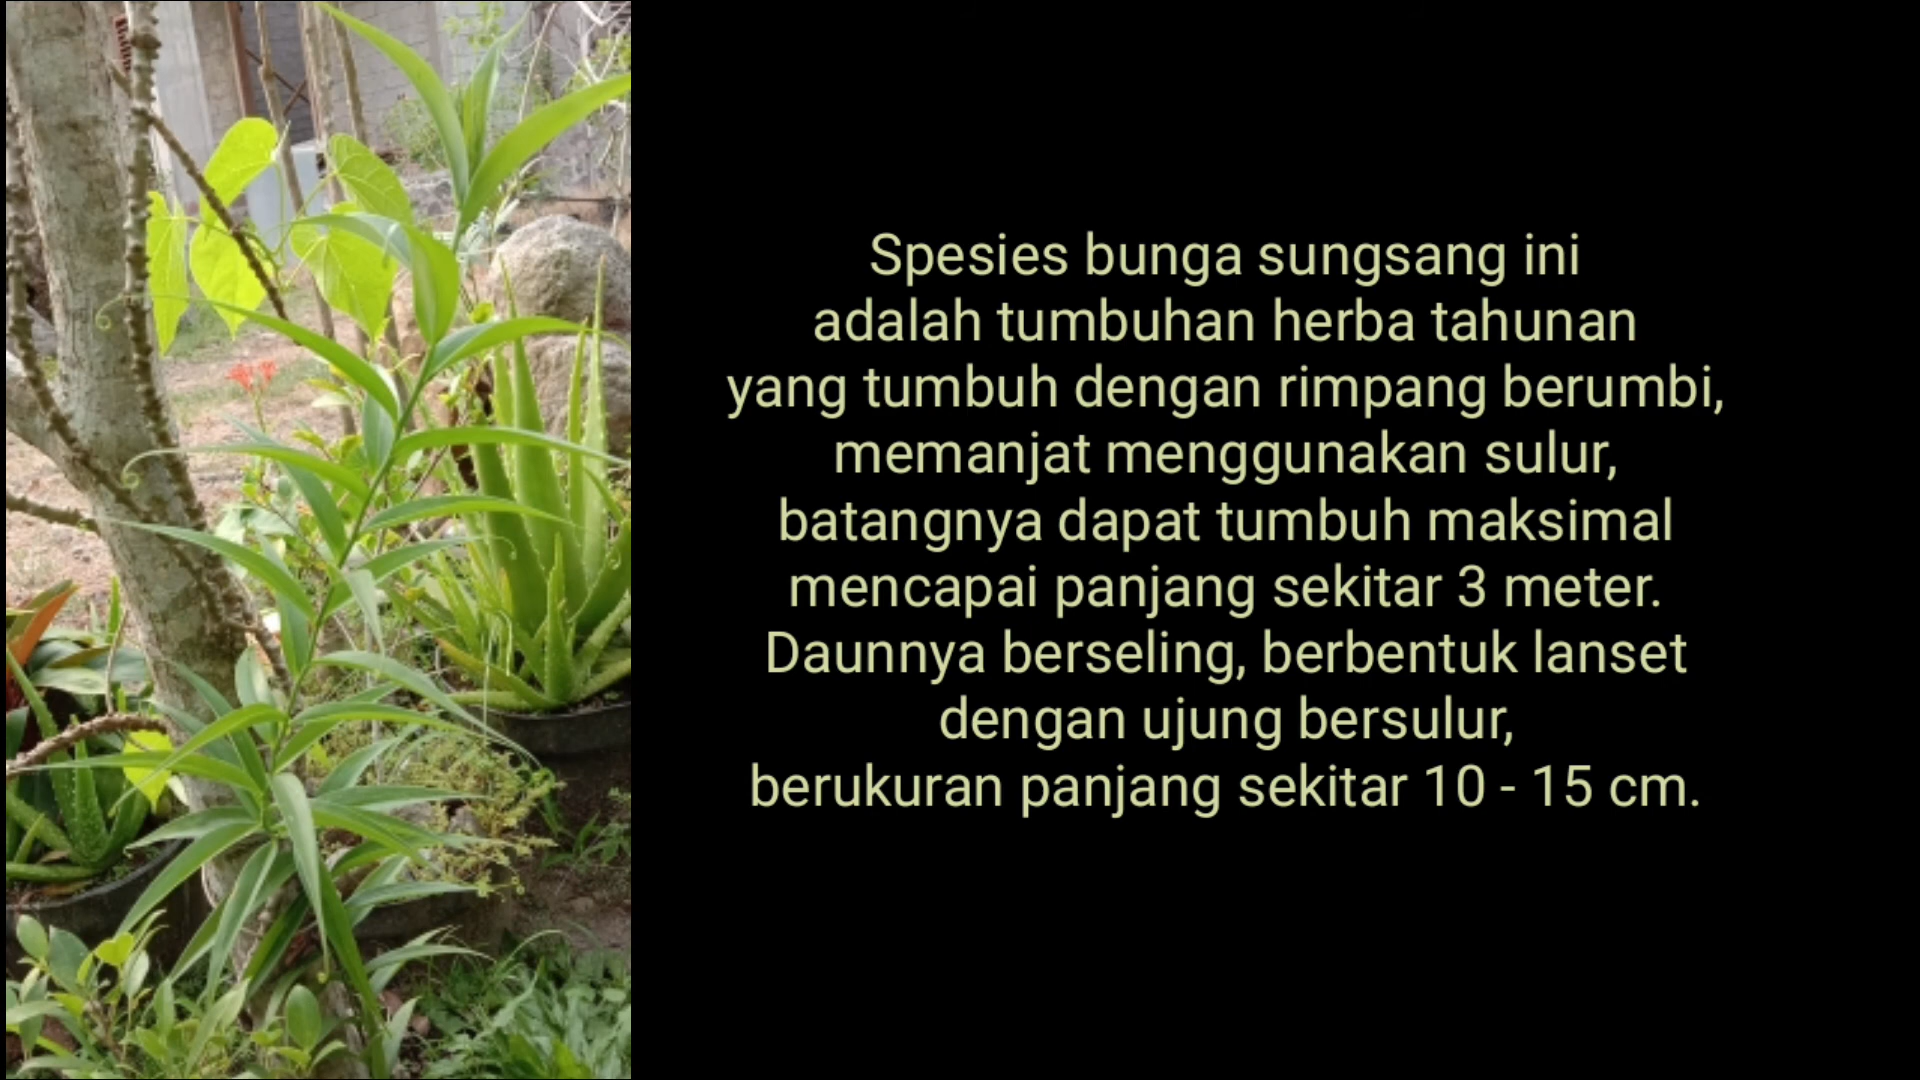 Spesies bunga sungsang ini
adalah tumbuhan herba tahunan
yang tumbuh dengan rimpang berumbi,
memanjat menggunakan sulur,
batangnya dapat tumbuh maksimal
mencapai panjang sekitar 3 meter.
Daunnya berseling, berbentuk lanset
dengan ujung bersulur,
berukuran panjang sekitar 10 - 15 cm.